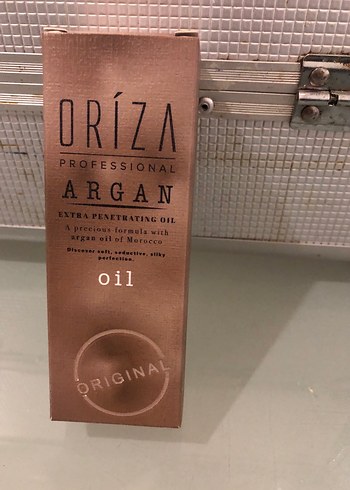 ORÍZA
PROFESSIONAL
ARGAN
EXTRA PENETRATING OIL
A precious formula with
argan oil of Morocco
Discover soft, seductive, silky
perfection.
oil
ORIGINAL